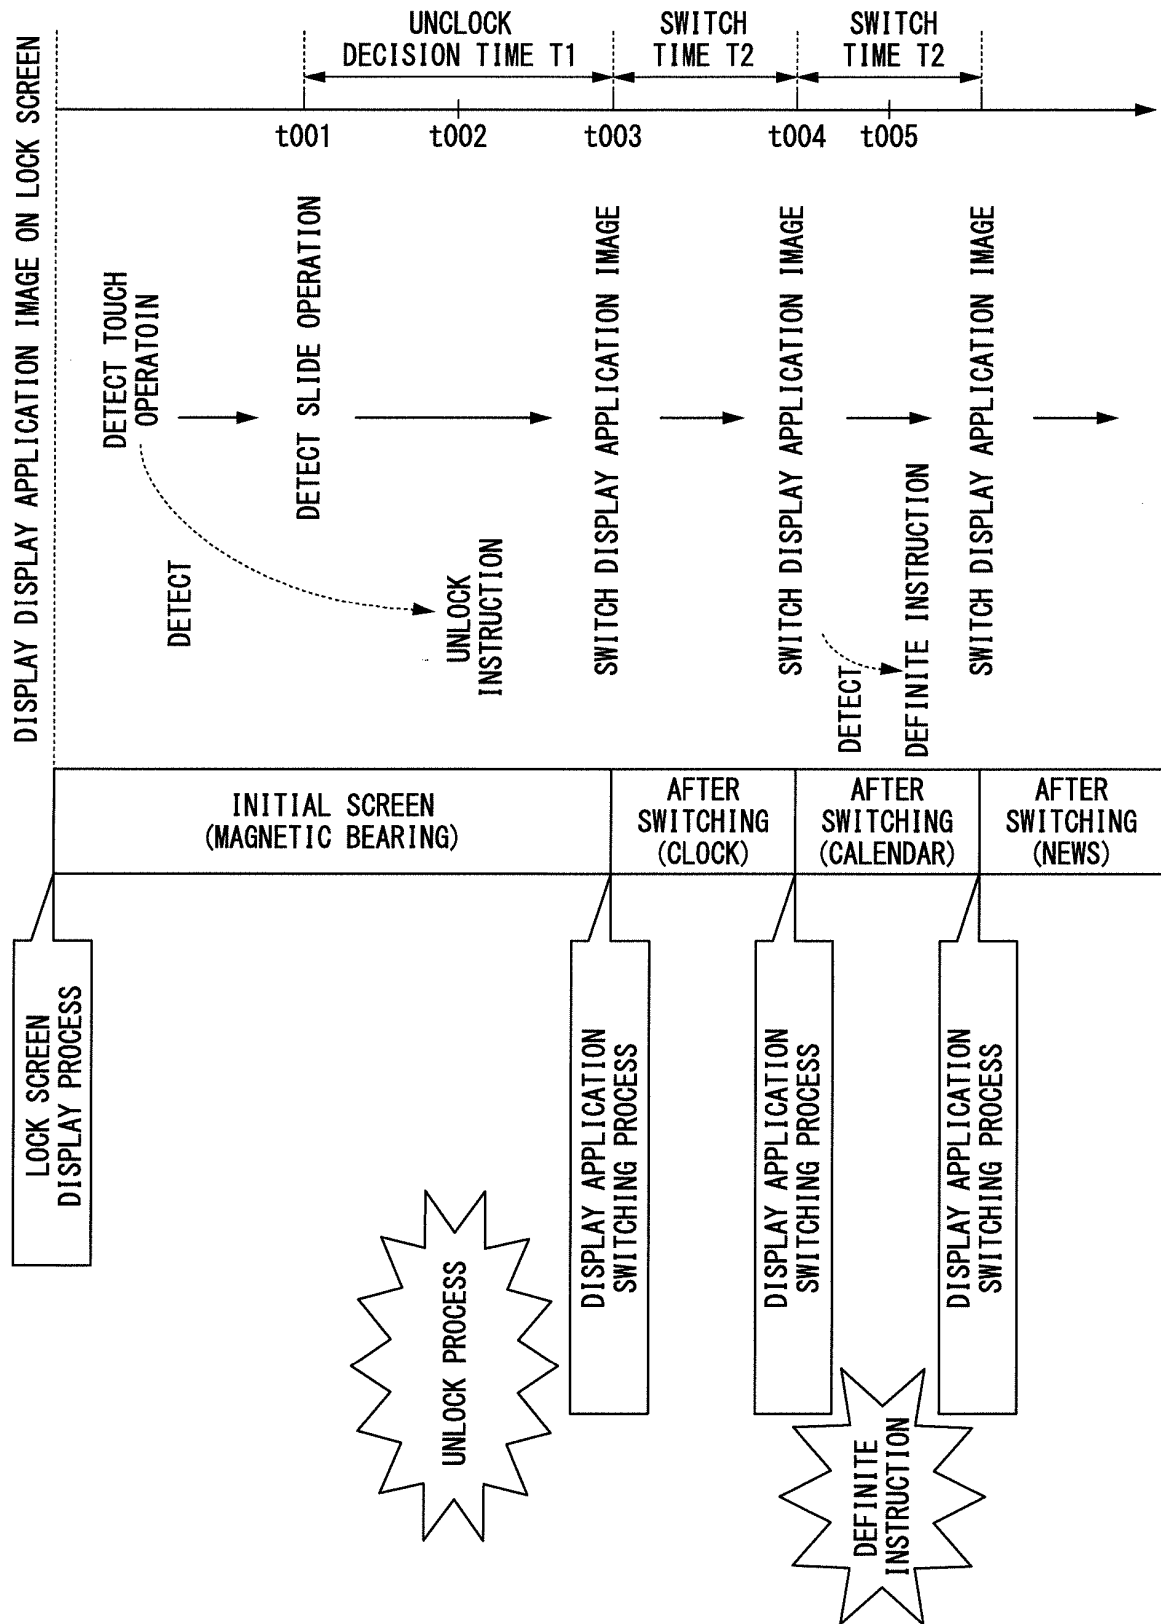 UNCLOCK
DECISION TIME T1
SWITCH
TIME T2
SWITCH
TIME T2
t001
t002
t003
t004
t005
DISPLAY DISPLAY APPLICATION IMAGE ON LOCK SCREEN
DETECT TOUCH
OPERATOIN
DETECT SLIDE OPERATION
DETECT
UNLOCK
INSTRUCTION
SWITCH DISPLAY APPLICATION IMAGE
SWITCH DISPLAY APPLICATION IMAGE
DETECT
DEFINITE INSTRUCTION
SWITCH DISPLAY APPLICATION IMAGE
INITIAL SCREEN
(MAGNETIC BEARING)
AFTER
SWITCHING
(CLOCK)
AFTER
SWITCHING
(CALENDAR)
AFTER
SWITCHING
(NEWS)
LOCK SCREEN
DISPLAY PROCESS
UNLOCK PROCESS
DISPLAY APPLICATION
SWITCHING PROCESS
DISPLAY APPLICATION
SWITCHING PROCESS
DEFINITE
INSTRUCTION
DISPLAY APPLICATION
SWITCHING PROCESS